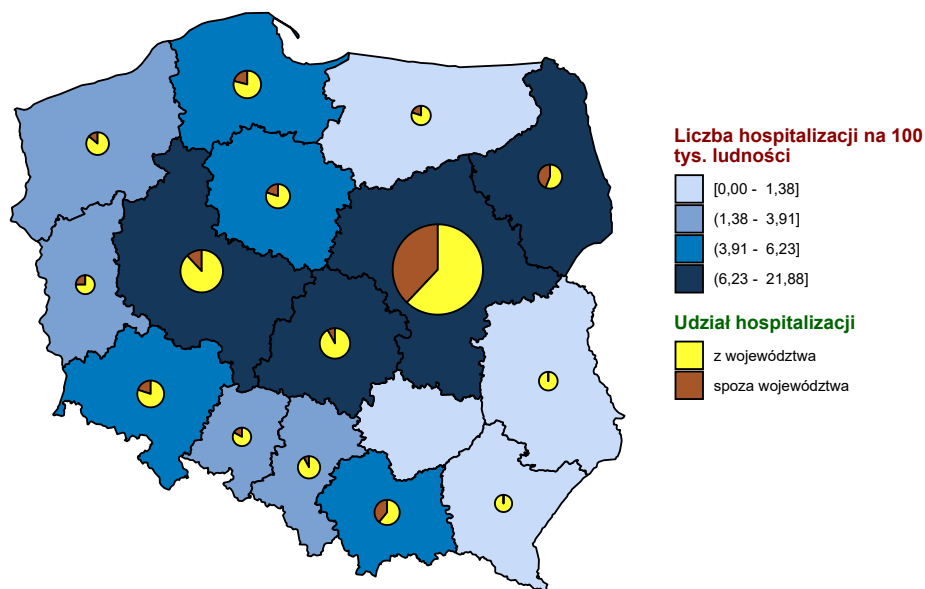 Liczba hospitalizacji na 100
tys. ludności
[0,00 - 1,38]
(1,38 - 3,91]
(3,91 - 6,23]
(6,23 - 21,88]
Udział hospitalizacji
z województwa
spoza województwa